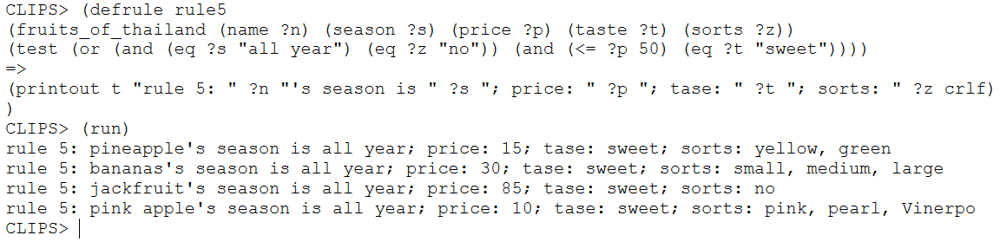 CLIPS> (defrule rule5
(fruits_of_thailand (name ?n) (season ?s) (price ?p) (taste ?t) (sorts ?z))
(test (or (and (eq ?s "all year") (eq ?z "no")) (and (<= ?p 50) (eq ?t "sweet"))))
=>
(printout t "rule 5: " ?n "'s season is " ?s "; price: " ?p "; tase: " ?t "; sorts: " ?z crlf)
)
CLIPS> (run)
rule 5: pineapple's season is all year; price: 15; tase: sweet; sorts: yellow, green
rule 5: bananas's season is all year; price: 30; tase: sweet; sorts: small, medium, large
rule 5: jackfruit's season is all year; price: 85; tase: sweet; sorts: no
rule 5: pink apple's season is all year; price: 10; tase: sweet; sorts: pink, pearl, Vinerpo
CLIPS>